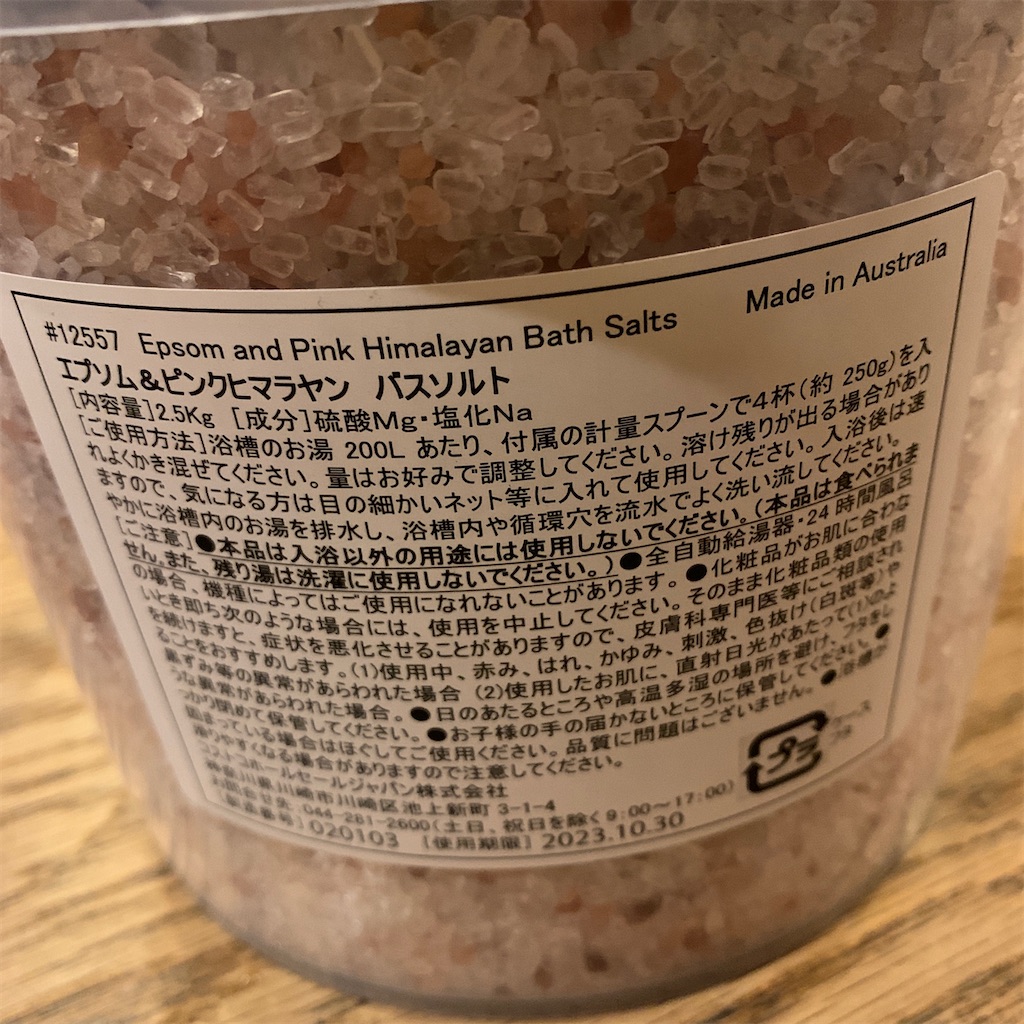 #12557 Epsom and Pink Himalayan Bath Salts Made in Australia
エプソム&ピンクヒマラヤン バスソルト
[内容量]2.5Kg [成分]硫酸Mg・塩化Na
[ご使用方法]浴槽のお湯 200L あたり、付属の計量スプーンで4杯(約 250g)を入
れよくかき混ぜてください。量はお好みで調整してください。溶け残りが出る場合があり
ますので、気になる方は目の細かいネット等に入れて使用してください。入浴後は速
やかに浴槽内のお湯を排水し、浴槽内や循環穴を流水でよく洗い流してください。
[ご注意]●本品は入浴以外の用途には使用しないでください。(本品は食べられま
せん。また、残り湯は洗濯に使用しないでください。)●全自動給湯器・24時間風呂
の場合、機種によってはご使用になれないことがあります。●化粧品がお肌に合わな
いとき即ち次のような場合には、使用を中止してください。そのまま化粧品類の使用
を続けますと、症状を悪化させることがありますので、皮膚科専門医等にご相談され
ることをおすすめします。(1)使用中、赤み、はれ、かゆみ、刺激、色抜け(白斑等)や
黒ずみ等の異常があらわれた場合 (2)使用したお肌に、直射日光があたって(1)のよ
うな異常があらわれた場合。●日のあたるところや高温多湿の場所を避け、フタをし
っかり閉めて保管してください。●お子様の手の届かないところに保管してください。●
固まっている場合はほぐしてご使用ください。品質に問題はございません。●浴槽が
滑りやすくなる場合がありますので注意してください。
コストコホールセールジャパン株式会社
神奈川県川崎市川崎区池上新町 3-1-4
お問合せ先:044-281-2600(土日、祝日を除く9:00~17:00)
製造番号]020103 [使用期限]2023.10.30
プラ